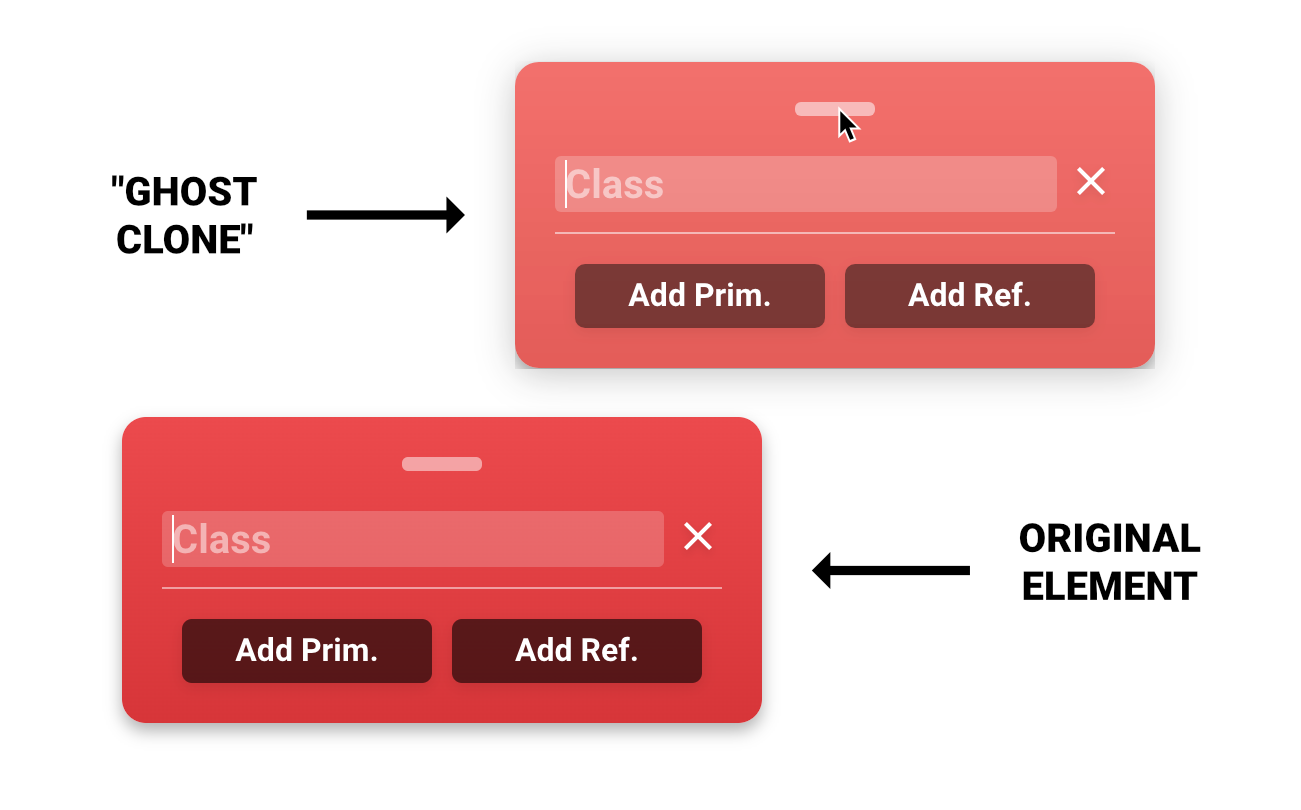 "GHOST
CLONE"
Class
Add Prim. Add Ref.
Class
Add Prim. Add Ref.
ORIGINAL
ELEMENT